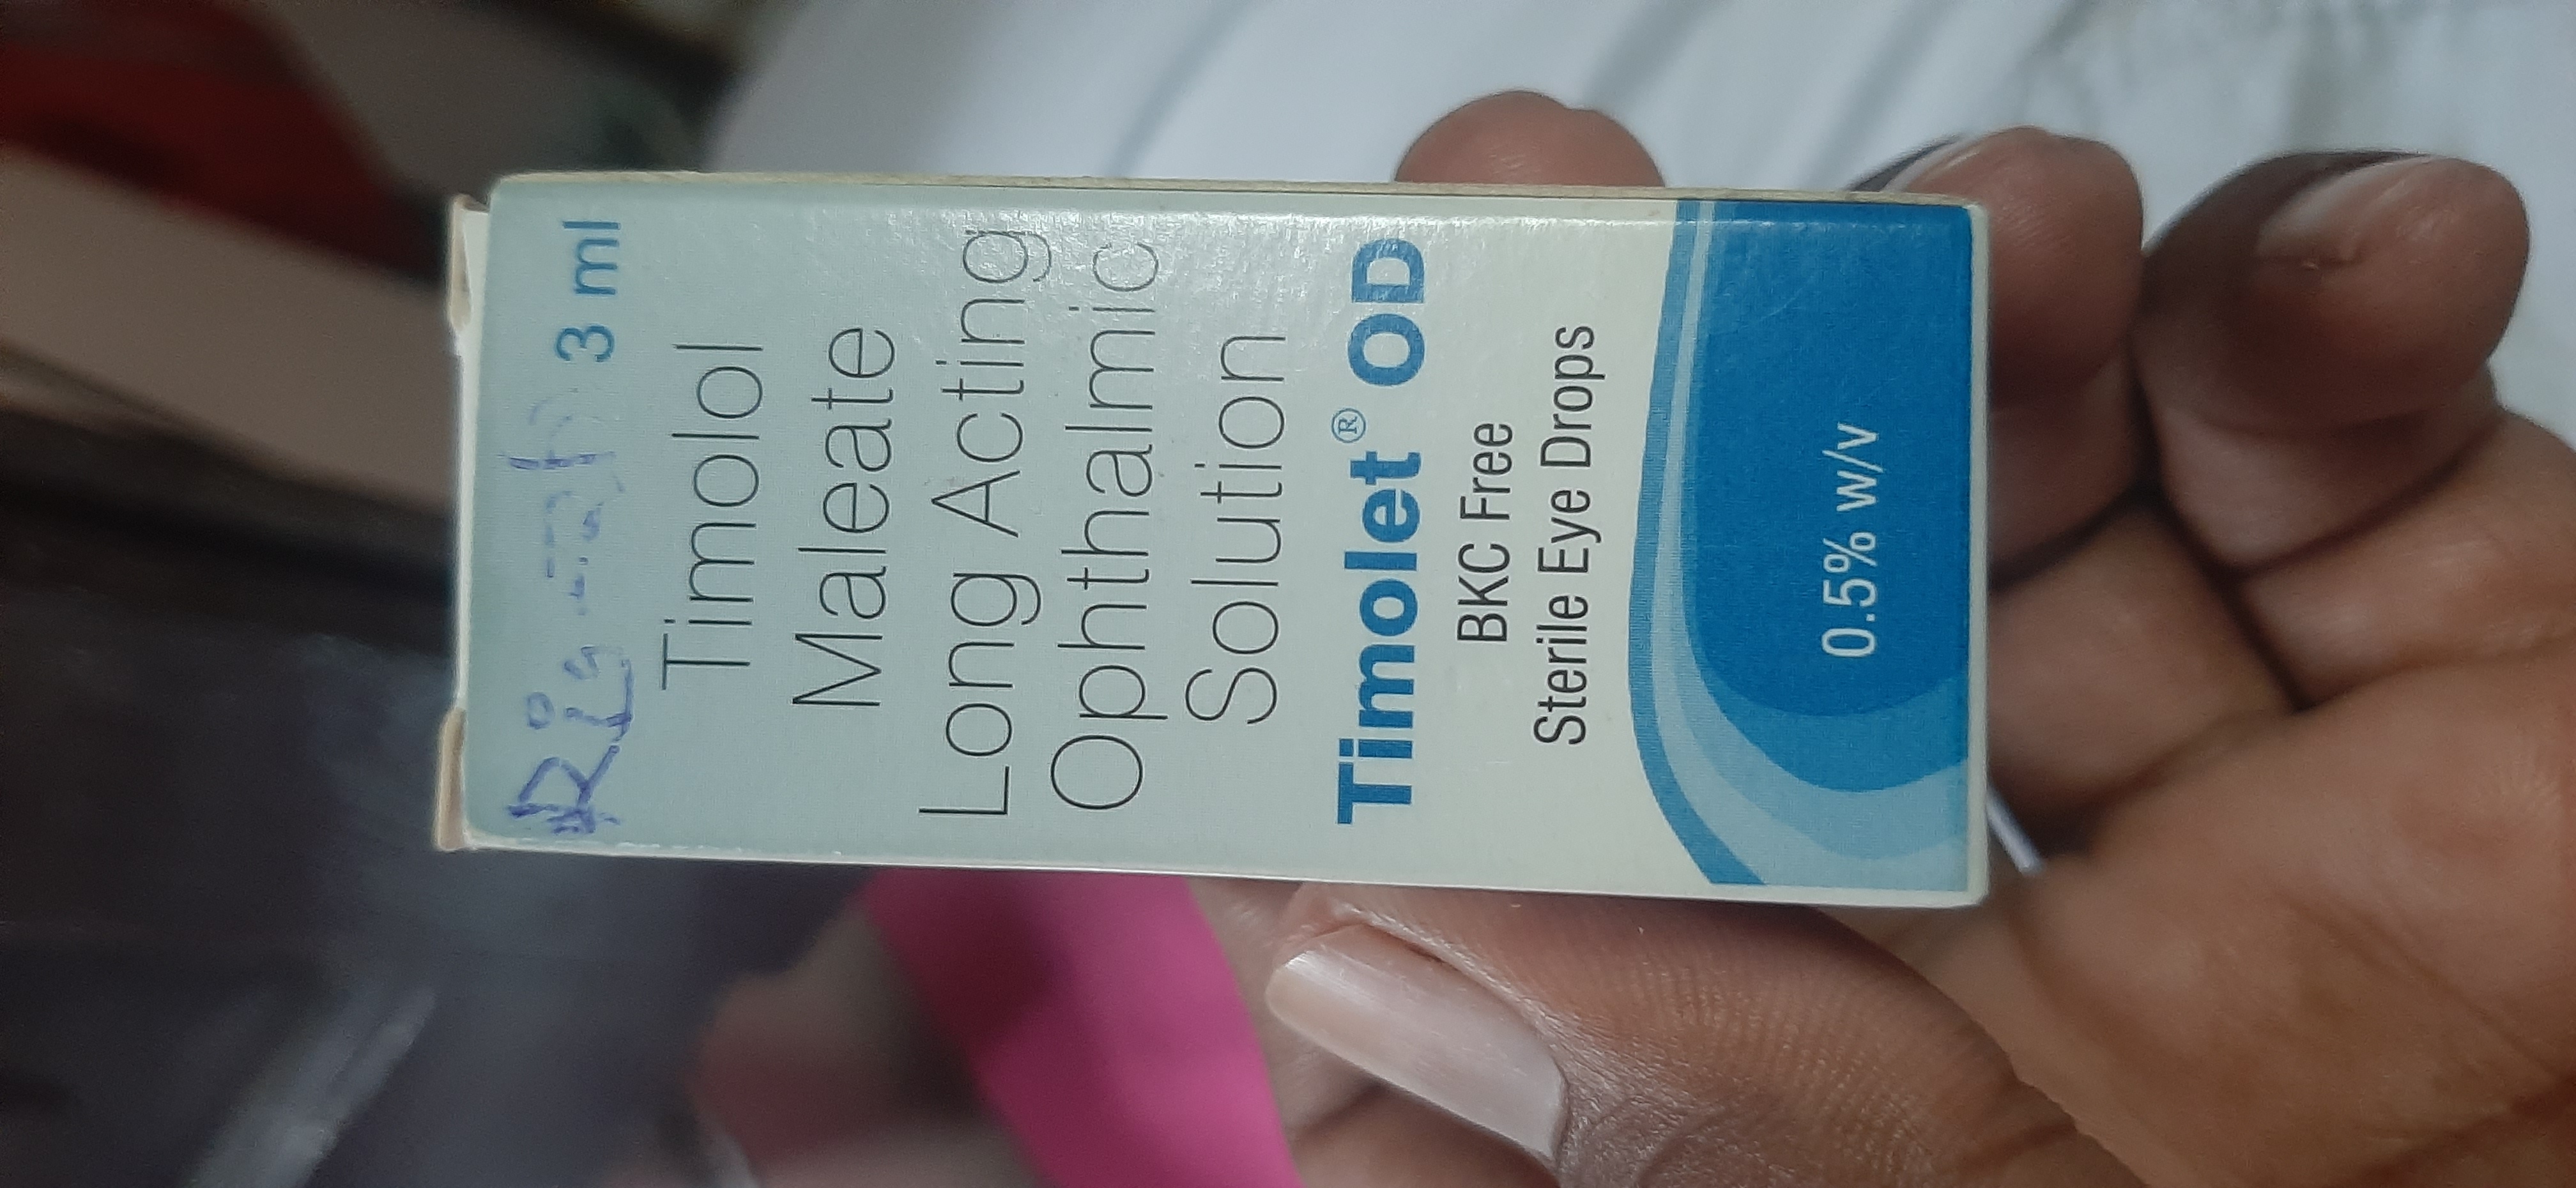 3 ml
Timolol
Maleate
Long Acting
Ophthalmic
Solution
Timolet® OD
BKC Free
Sterile Eye Drops
0.5% w/v